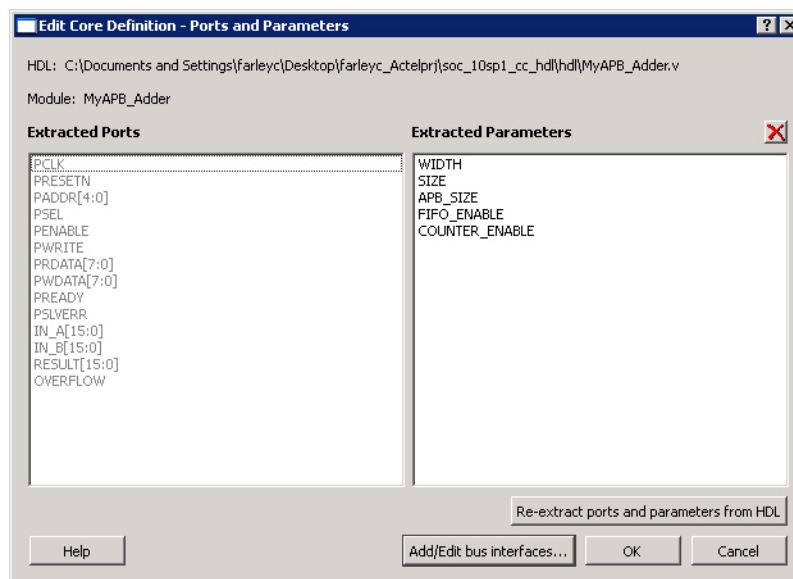 Edit Core Definition - Ports and Parameters
HDL: C:\Documents and Settings\farleyc\Desktop\farleyc_Actelprj\soc_10sp1_cc_hdl\hdl\MyAPB_Adder.v
Module: MyAPB_Adder
Extracted Ports
PCLK
PRESETN
PADDR[4:0]
PSEL
PENABLE
PWRITE
PRDATA[7:0]
PWDATA[7:0]
PREADY
PSLVERR
IN_A[15:0]
IN_B[15:0]
RESULT[15:0]
OVERFLOW
Extracted Parameters
WIDTH
SIZE
APB_SIZE
FIFO_ENABLE
COUNTER_ENABLE
Re-extract ports and parameters from HDL
Help
Add/Edit bus interfaces...
OK
Cancel